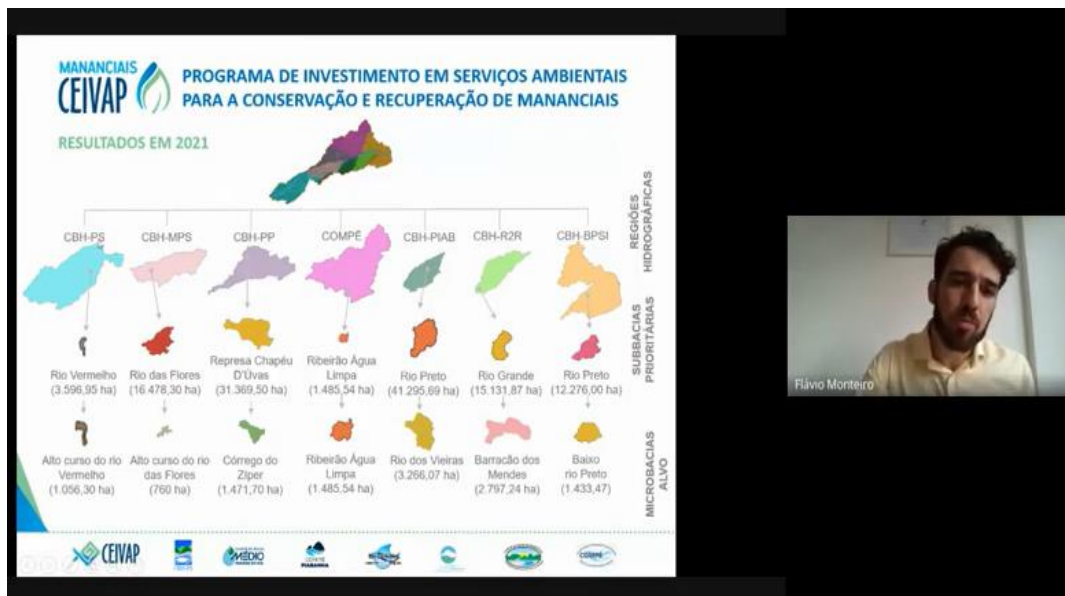 MANANCIAIS
CEIVAP
PROGRAMA DE INVESTIMENTO EM SERVIÇOS AMBIENTAIS
PARA A CONSERVAÇÃO E RECUPERAÇÃO DE MANANCIAIS
RESULTADOS EM 2021
REGIÕES
HIDROGRÁFICAS
CBH-PS
CBH-MPS
CBH-PP
COMPÉ
CBH-PIAB
CBH-R2R
CBH-BPSI
SUBBACIAS
PRIORITÁRIAS
Rio Vermelho
(3.596,95 ha)
Rio das Flores
(16.478,30 ha)
Represa Chapéu
D'Úvas
(31.369,50 ha)
Ribeirão Água
Limpa
(1.485,54 ha)
Rio Preto
(41.295,69 ha)
Rio Grande
(15.131,87 ha)
Rio Preto
(12.276,00 ha)
MICROBACIAS
ALVO
Alto curso do rio
Vermelho
(1.056,30 ha)
Alto curso do rio
das Flores
(760 ha)
Córrego do
Zíper
(1.471,70 ha)
Ribeirão Água
Limpa
(1.485,54 ha)
Rio dos Vieiras
(3.266,07 ha)
Barracão dos
Mendes
(2.797,24 ha)
Baixo
rio Preto
(1.433,47)
CEIVAP
MÉDIO
COMITÊ
PIABANHA
COMPÉ
Flávio Monteiro